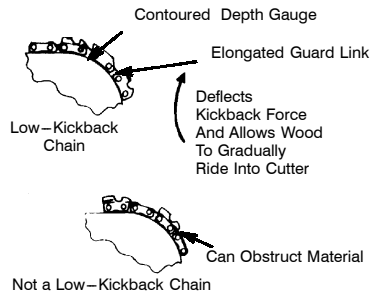 Contoured Depth Gauge
Elongated Guard Link
Deflects
Kickback Force
And Allows Wood
To Gradually
Ride Into Cutter
Low-Kickback
Chain
Can Obstruct Material
Not a Low-Kickback Chain